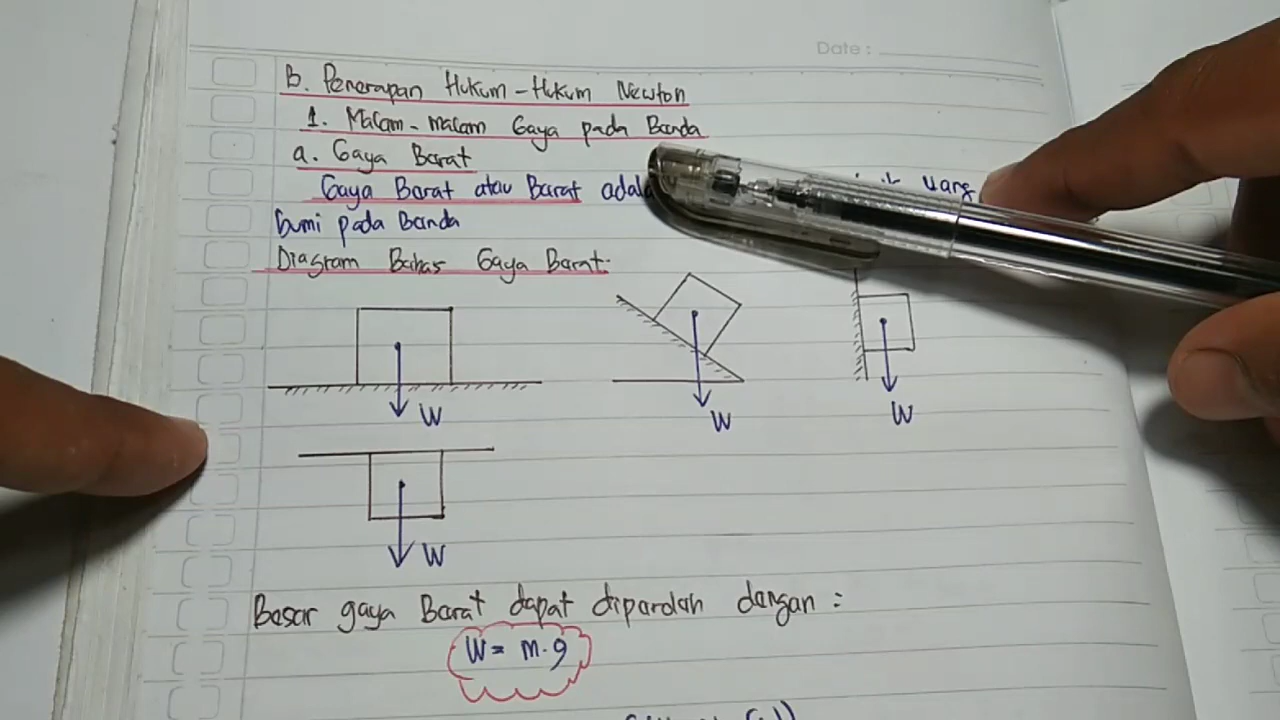 Date :
B. Penerapan Hukum-Hukum Newton
1. Macam-macam Gaya pada Benda
a. Gaya Berat
Gaya Berat atau Berat yang
bumi pada Benda
Diagram Bebas Gaya Berat.
W
W
W
W
Besar gaya Berat dapat diperoleh dengan :
W = m.g